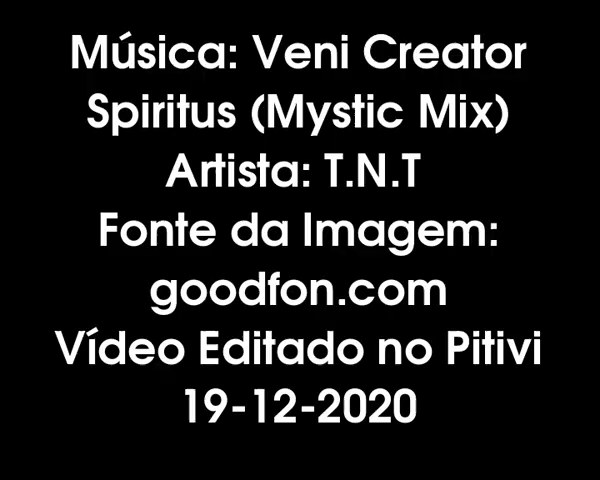 Música: Veni Creator
Spiritus (Mystic Mix)
Artista: T.N.T
Fonte da Imagem:
goodfon.com
Vídeo Editado no Pitivi
19-12-2020